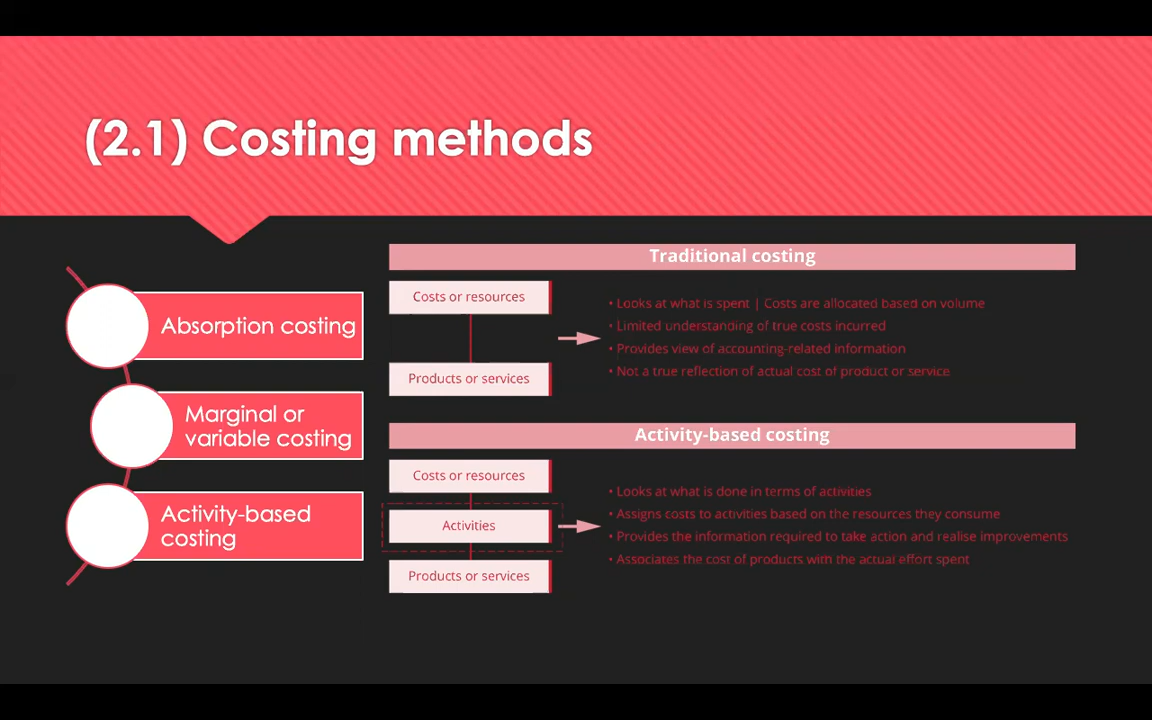 (2.1) Costing methods
Absorption costing
Marginal or
variable costing
Activity-based
costing
Traditional costing
Costs or resources
Products or services
• Looks at what is spent | Costs are allocated based on volume
• Limited understanding of true costs incurred
• Provides view of accounting-related information
• Not a true reflection of actual cost of product or service
Activity-based costing
Costs or resources
Activities
Products or services
• Looks at what is done in terms of activities
• Assigns costs to activities based on the resources they consume
• Provides the information required to take action and realise improvements
• Associates the cost of products with the actual effort spent